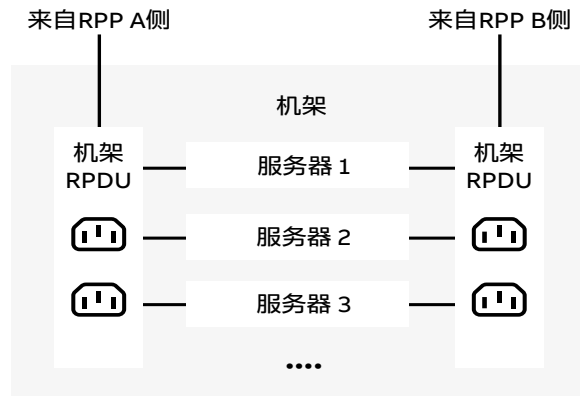 来自RPP A侧
来自RPP B侧
机架
机架
RPDU
机架
RPDU
服务器 1
服务器 2
服务器 3
....